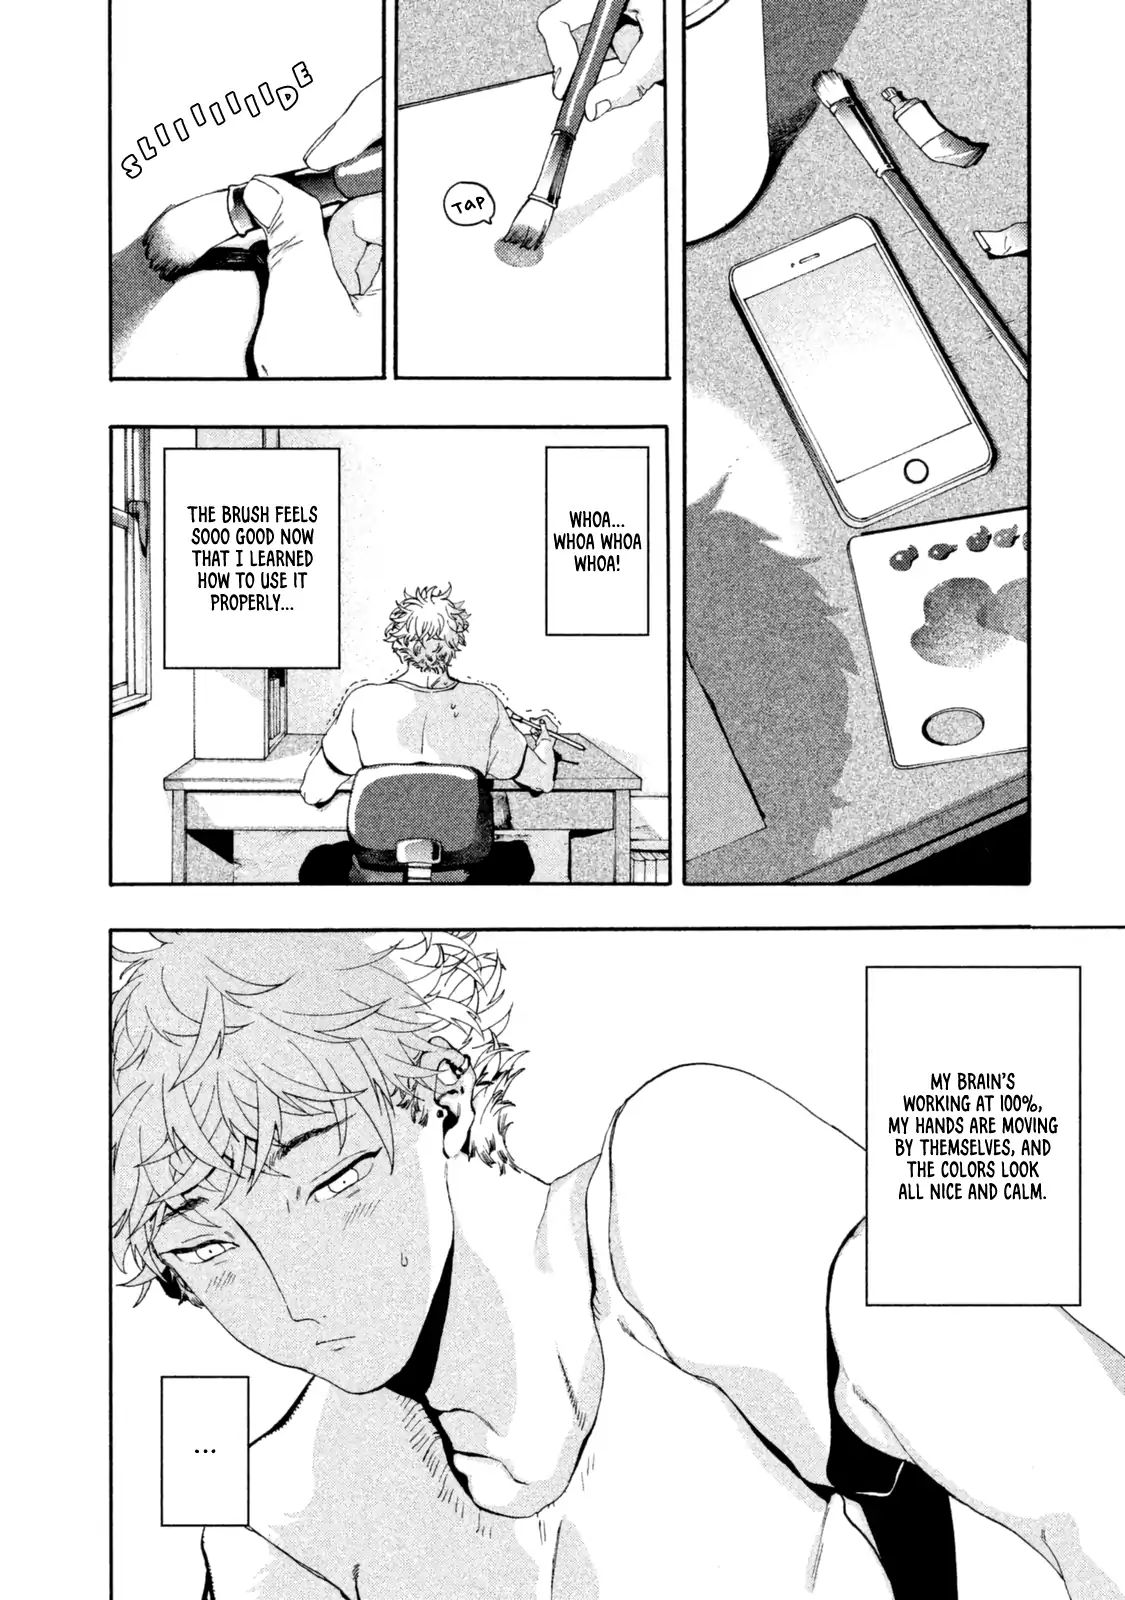 TAP
SLIIIIIIIDE
WHOA...
WHOA WHOA
WHOA!
THE BRUSH FEELS
SOOO GOOD NOW
THAT I LEARNED
HOW TO USE IT
PROPERLY...
MY BRAIN'S
WORKING AT 100%,
MY HANDS ARE MOVING
BY THEMSELVES, AND
THE COLORS LOOK
ALL NICE AND CALM.
...